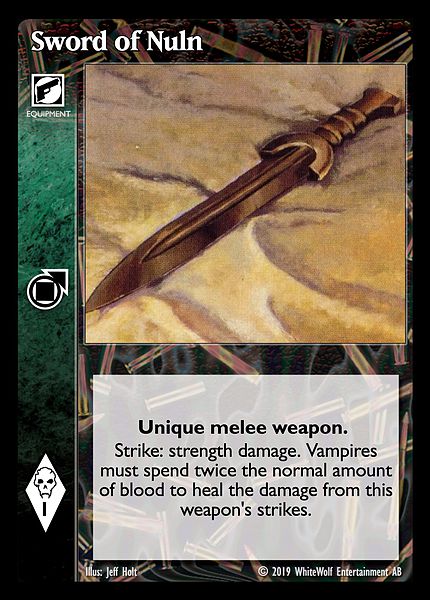 Sword of Nuln
EQUIPMENT
Unique melee weapon.
Strike: strength damage. Vampires
must spend twice the normal amount
of blood to heal the damage from this
weapon's strikes.
I
Illus: Jeff Holt © 2019 WhiteWolf Entertainment AB